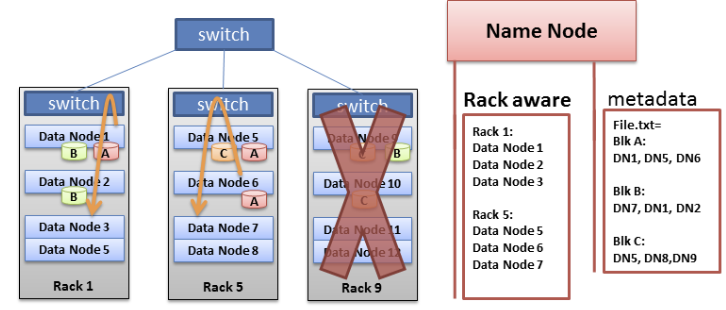 switch
switch
Data Node 1
B
A
Data Node 2
B
Data Node 3
Data Node 5
Rack 1
switch
Data Node 5
C
A
Data Node 6
A
Data Node 7
Data Node 8
Rack 5
switch
Data Node 9
C
B
Data Node 10
C
Data Node 11
Data Node 12
Rack 9
Name Node
Rack aware
Rack 1:
Data Node 1
Data Node 2
Data Node 3
Rack 5:
Data Node 5
Data Node 6
Data Node 7
metadata
File.txt=
Blk A:
DN1, DN5, DN6
Blk B:
DN7, DN1, DN2
Blk C:
DN5, DN8,DN9